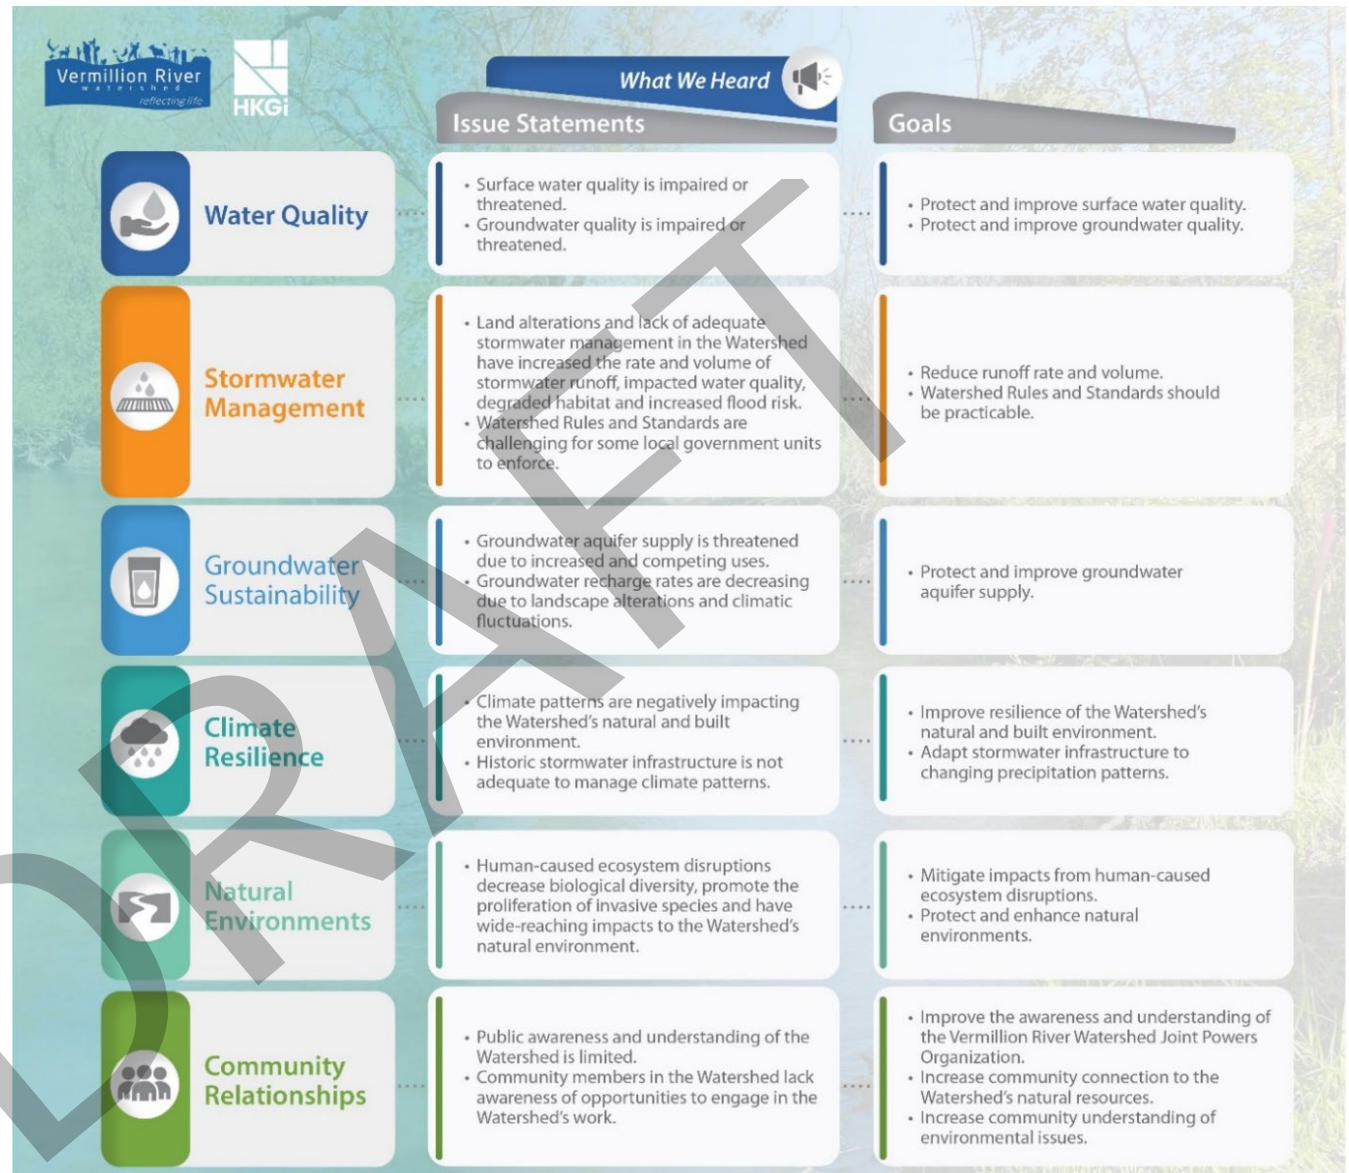 Vermillion River
watershed
reflecting life
HKGi
What We Heard
Issue Statements
Goals
Water Quality
• Surface water quality is impaired or
threatened.
• Groundwater quality is impaired or
threatened.
• Protect and improve surface water quality.
• Protect and improve groundwater quality.
Stormwater
Management
• Land alterations and lack of adequate
stormwater management in the Watershed
have increased the rate and volume of
stormwater runoff, impacted water quality,
degraded habitat and increased flood risk.
• Watershed Rules and Standards are
challenging for some local government units
to enforce.
• Reduce runoff rate and volume.
• Watershed Rules and Standards should
be practicable.
Groundwater
Sustainability
• Groundwater aquifer supply is threatened
due to increased and competing uses.
• Groundwater recharge rates are decreasing
due to landscape alterations and climatic
fluctuations.
• Protect and improve groundwater
aquifer supply.
Climate
Resilience
• Climate patterns are negatively impacting
the Watershed's natural and built
environment.
• Historic stormwater infrastructure is not
adequate to manage climate patterns.
• Improve resilience of the Watershed's
natural and built environment.
• Adapt stormwater infrastructure to
changing precipitation patterns.
Natural
Environments
• Human-caused ecosystem disruptions
decrease biological diversity, promote the
proliferation of invasive species and have
wide-reaching impacts to the Watershed's
natural environment.
• Mitigate impacts from human-caused
ecosystem disruptions.
• Protect and enhance natural
environments.
Community
Relationships
• Public awareness and understanding of the
Watershed is limited.
• Community members in the Watershed lack
awareness of opportunities to engage in the
Watershed's work.
• Improve the awareness and understanding of
the Vermillion River Watershed Joint Powers
Organization.
• Increase community connection to the
Watershed's natural resources.
• Increase community understanding of
environmental issues.
DRAFT